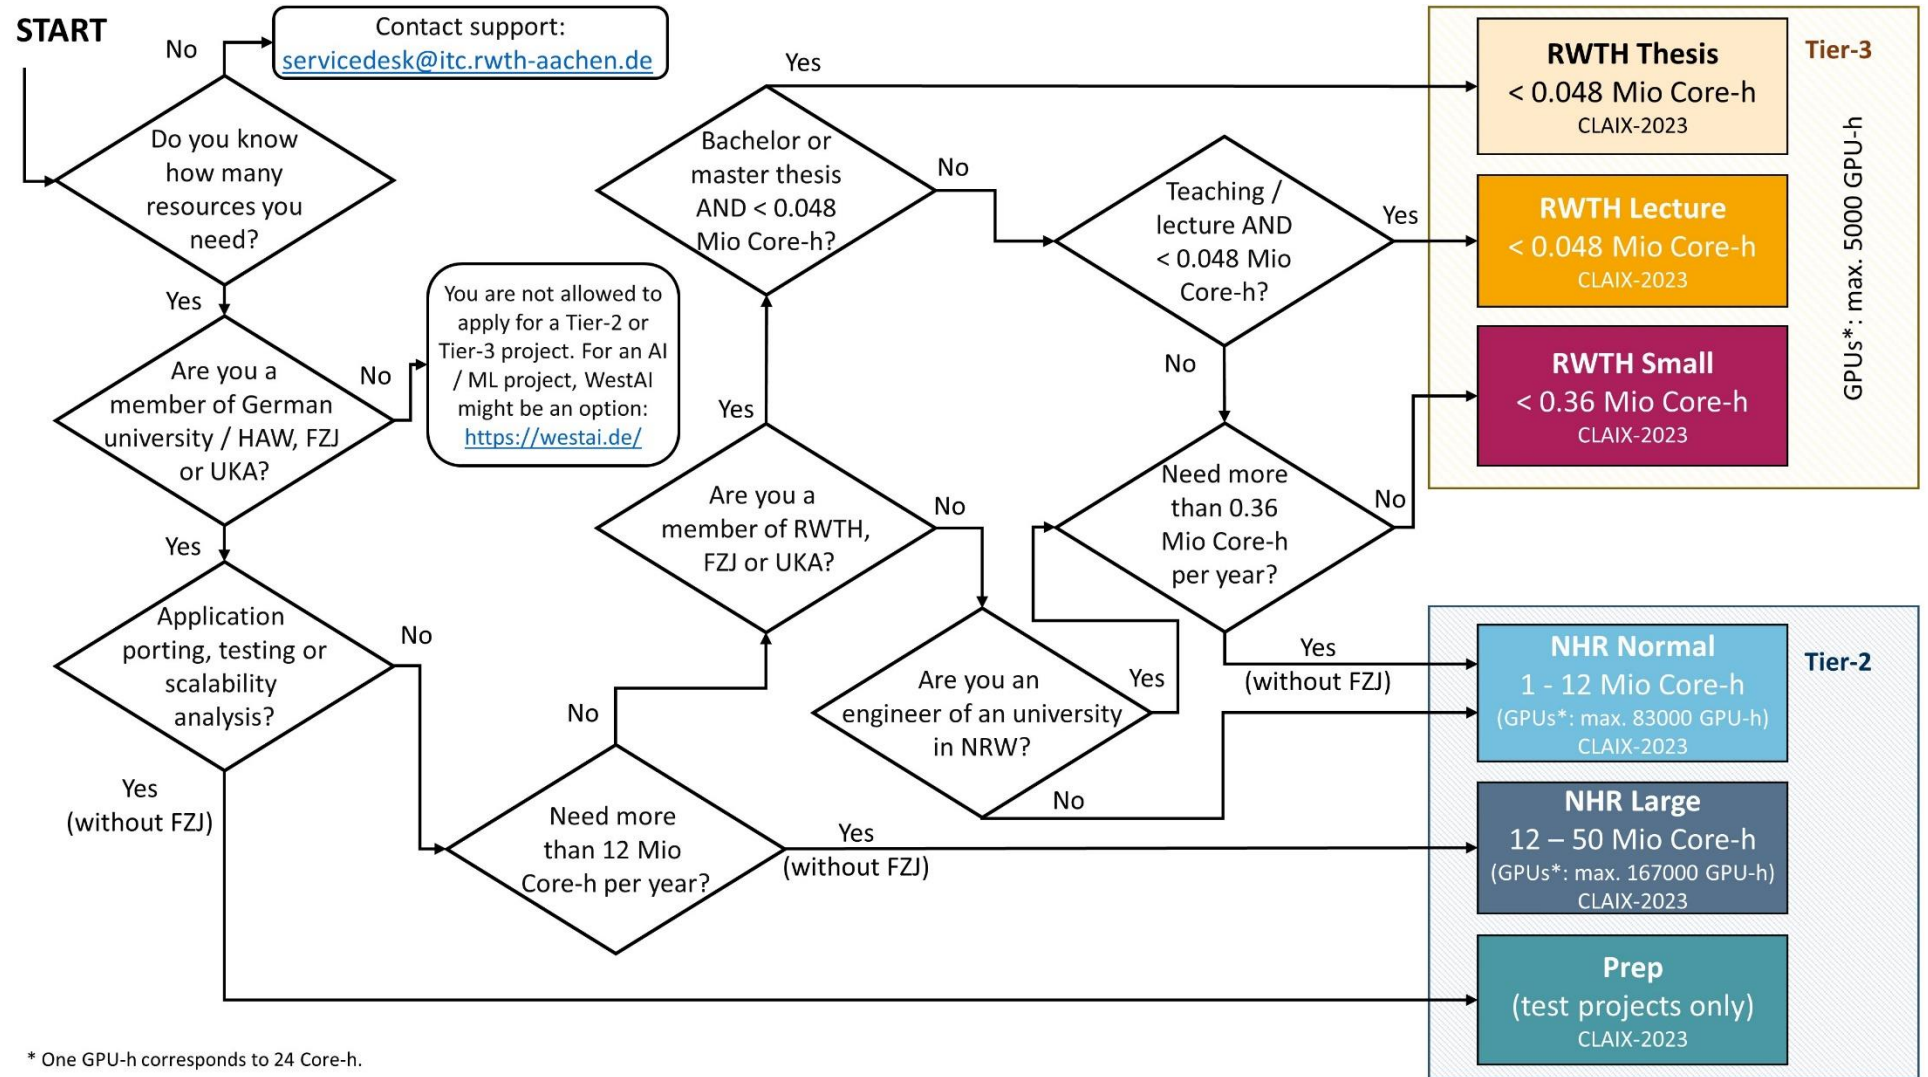 START
No
Contact support:
servicedesk@itc.rwth-aachen.de
Do you know
how many
resources you
need?
Yes
Are you a
member of German
university / HAW, FZJ
or UKA?
No
You are not allowed to
apply for a Tier-2 or
Tier-3 project. For an AI
/ ML project, WestAI
might be an option:
https://westai.de/
Yes
Application
porting, testing or
scalability
analysis?
No
Yes
(without FZJ)
Need more
than 12 Mio
Core-h per year?
No
Yes
(without FZJ)
Are you a
member of RWTH,
FZJ or UKA?
Yes
No
Bachelor or
master thesis
AND < 0.048
Mio Core-h?
Yes
No
Teaching /
lecture AND
< 0.048 Mio
Core-h?
Yes
No
Need more
than 0.36
Mio Core-h
per year?
No
Yes
(without FZJ)
Are you an
engineer of an university
in NRW?
Yes
No
RWTH Thesis
< 0.048 Mio Core-h
CLAIX-2023
Tier-3
RWTH Lecture
< 0.048 Mio Core-h
CLAIX-2023
RWTH Small
< 0.36 Mio Core-h
CLAIX-2023
GPUs*: max. 5000 GPU-h
NHR Normal
1 - 12 Mio Core-h
(GPUs*: max. 83000 GPU-h)
CLAIX-2023
Tier-2
NHR Large
12 – 50 Mio Core-h
(GPUs*: max. 167000 GPU-h)
CLAIX-2023
Prep
(test projects only)
CLAIX-2023
* One GPU-h corresponds to 24 Core-h.